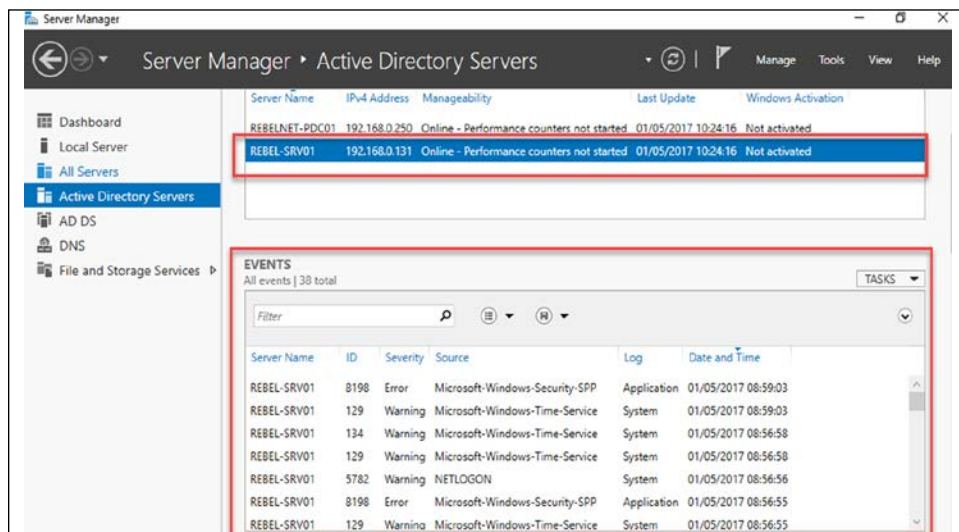 Server Manager
Server Manager • Active Directory Servers
Manage Tools View Help
Dashboard
Local Server
All Servers
Active Directory Servers
AD DS
DNS
File and Storage Services
Server Name IPv4 Address Manageability Last Update Windows Activation
REBELNET-PDC01 192.168.0.250 Online - Performance counters not started 01/05/2017 10:24:16 Not activated
REBEL-SRV01 192.168.0.131 Online - Performance counters not started 01/05/2017 10:24:16 Not activated
EVENTS
All events | 38 total
TASKS
Filter
Server Name ID Severity Source Log Date and Time
REBEL-SRV01 8198 Error Microsoft-Windows-Security-SPP Application 01/05/2017 08:59:03
REBEL-SRV01 129 Warning Microsoft-Windows-Time-Service System 01/05/2017 08:59:03
REBEL-SRV01 134 Warning Microsoft-Windows-Time-Service System 01/05/2017 08:56:58
REBEL-SRV01 129 Warning Microsoft-Windows-Time-Service System 01/05/2017 08:56:58
REBEL-SRV01 5782 Warning NETLOGON System 01/05/2017 08:56:56
REBEL-SRV01 8198 Error Microsoft-Windows-Security-SPP Application 01/05/2017 08:56:55
REBEL-SRV01 129 Warning Microsoft-Windows-Time-Service System 01/05/2017 08:56:55